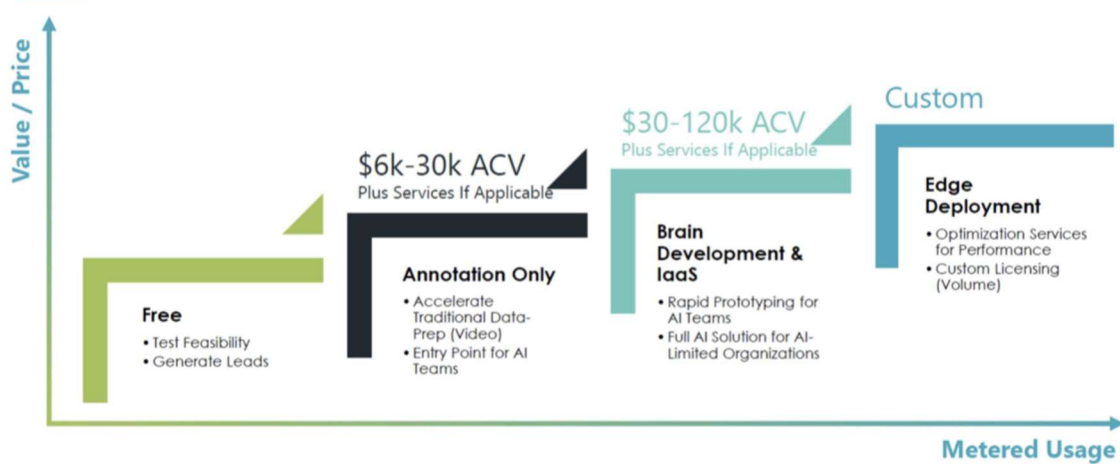 Value / Price
Free
• Test Feasibility
• Generate Leads
$6k-30k ACV
Plus Services If Applicable
Annotation Only
• Accelerate
Traditional Data-
Prep (Video)
• Entry Point for AI
Teams
$30-120k ACV
Plus Services If Applicable
Brain
Development &
IaaS
• Rapid Prototyping for
AI Teams
• Full AI Solution for AI-
Limited Organizations
Custom
Edge
Deployment
• Optimization Services
for Performance
• Custom Licensing
(Volume)
Metered Usage